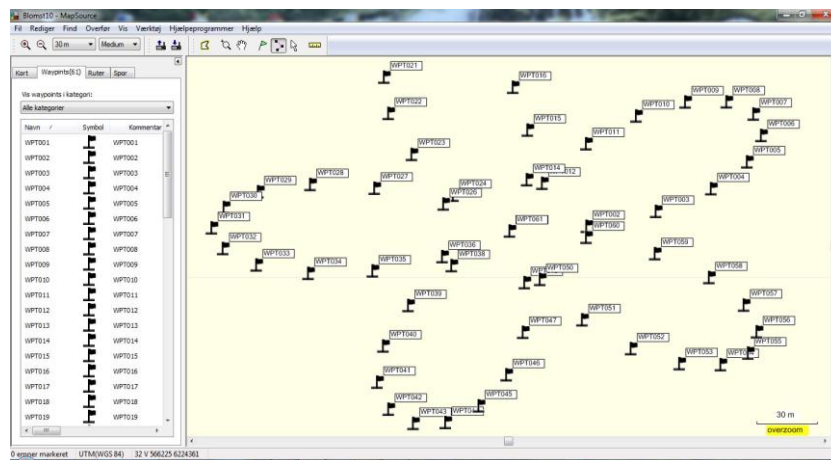 Blomst10 - MapSource
Fil Rediger Find Overfør Vis Værktøj Hjælpeprogrammer Hjælp
30 m Medium
Kort Waypoints(61) Ruter Spor
Vis waypoints i kategori:
Alle kategorier
Navn / Symbol Kommentar
WPT001 WPT001
WPT002 WPT002
WPT003 WPT003
WPT004 WPT004
WPT005 WPT005
WPT006 WPT006
WPT007 WPT007
WPT008 WPT008
WPT009 WPT009
WPT010 WPT010
WPT011 WPT011
WPT012 WPT012
WPT013 WPT013
WPT014 WPT014
WPT015 WPT015
WPT016 WPT016
WPT017 WPT017
WPT018 WPT018
WPT019 WPT019
WPT021
WPT016
WPT009 WPT008
WPT022
WPT010 WPT007
WPT015
WPT011 WPT006
WPT023
WPT005
WPT014
WPT028 WPT027 WPT012 WPT004
WPT029 WPT024
WPT030 WPT026
WPT003
WPT031 WPT061 WPT002
WPT060
WPT032
WPT036 WPT059
WPT033 WPT038
WPT034 WPT035 WPT050 WPT058
WPT039 WPT057
WPT051
WPT047 WPT056
WPT040 WPT052
WPT055
WPT053
WPT046
WPT041
WPT045
WPT042
WPT043
30 m
overzoom
0 emner markeret UTM(WGS 84) 32 V 566225 6224361